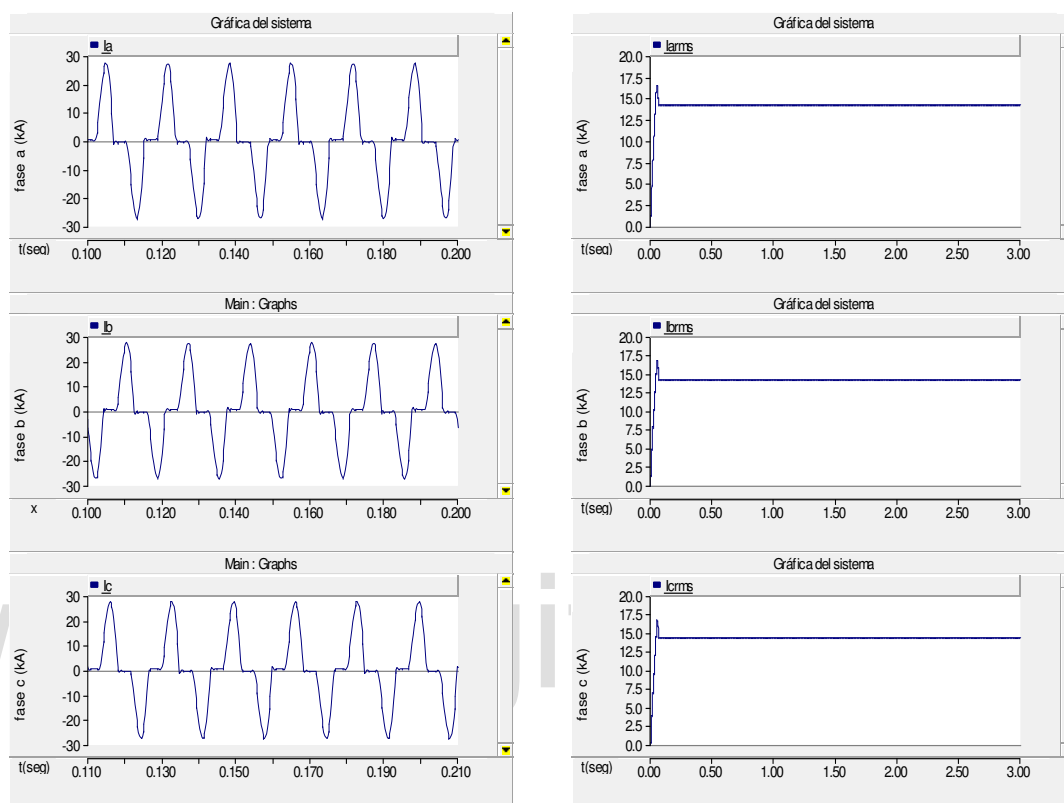 Gráfica del sistema
Ia
fase a (kA)
30
20
10
0
-10
-20
-30
t(seg)
0.100 0.120 0.140 0.160 0.180 0.200
Gráfica del sistema
Iarms
fase a (kA)
20.0
17.5
15.0
12.5
10.0
7.5
5.0
2.5
0.0
t(seg)
0.00 0.50 1.00 1.50 2.00 2.50 3.00
Main : Graphs
Ib
fase b (kA)
30
20
10
0
-10
-20
-30
x
0.100 0.120 0.140 0.160 0.180 0.200
Gráfica del sistema
Ibrms
fase b (kA)
20.0
17.5
15.0
12.5
10.0
7.5
5.0
2.5
0.0
t(seg)
0.00 0.50 1.00 1.50 2.00 2.50 3.00
Main : Graphs
Ic
fase c (kA)
30
20
10
0
-10
-20
-30
t(seg)
0.110 0.130 0.150 0.170 0.190 0.210
Gráfica del sistema
Icrms
fase c (kA)
20.0
17.5
15.0
12.5
10.0
7.5
5.0
2.5
0.0
t(seg)
0.00 0.50 1.00 1.50 2.00 2.50 3.00